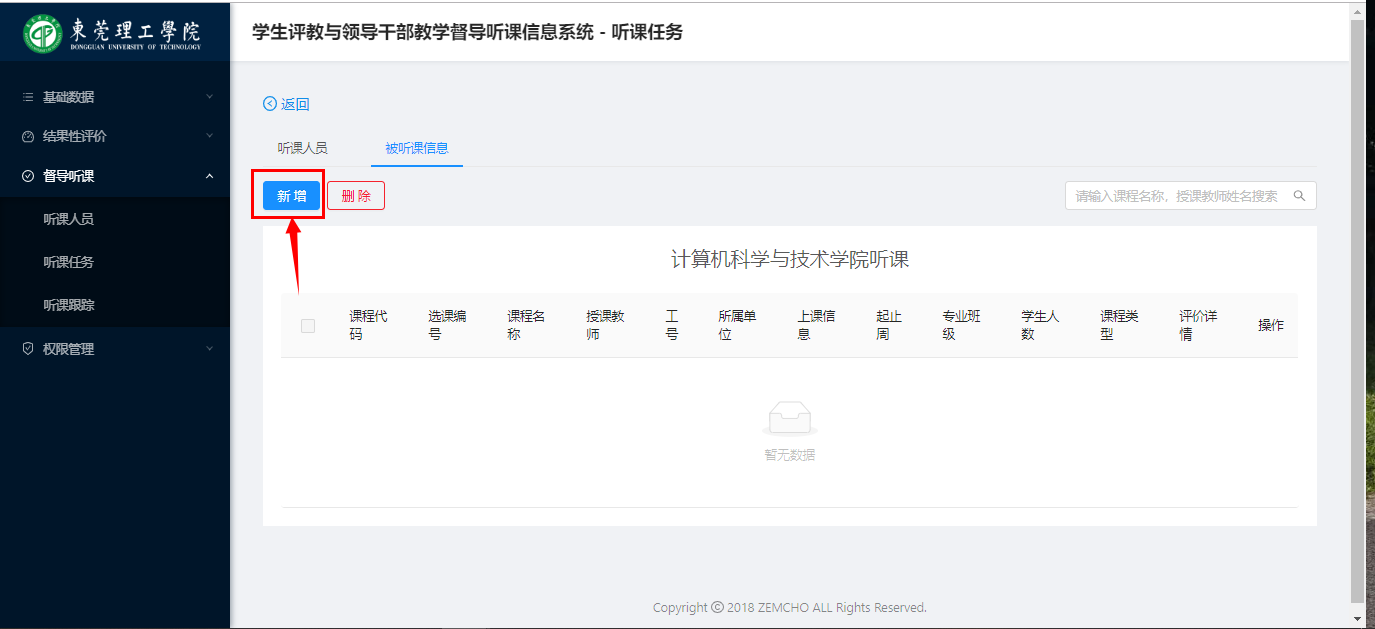 東莞理工學院
DONGGUAN UNIVERSITY OF TECHNOLOGY
学生评教与领导干部教学督导听课信息系统 - 听课任务
基础数据
结果性评价
督导听课
听课人员
听课任务
听课跟踪
权限管理
返回
听课人员
被听课信息
新 增
删 除
请输入课程名称，授课教师姓名搜索
计算机科学与技术学院听课
课程代
码
选课编
号
课程名
称
授课教
师
工
号
所属单
位
上课信
息
起止
周
专业班
级
学生人
数
课程类
型
评价详
情
操作
暂无数据
Copyright © 2018 ZEMCHO ALL Rights Reserved.